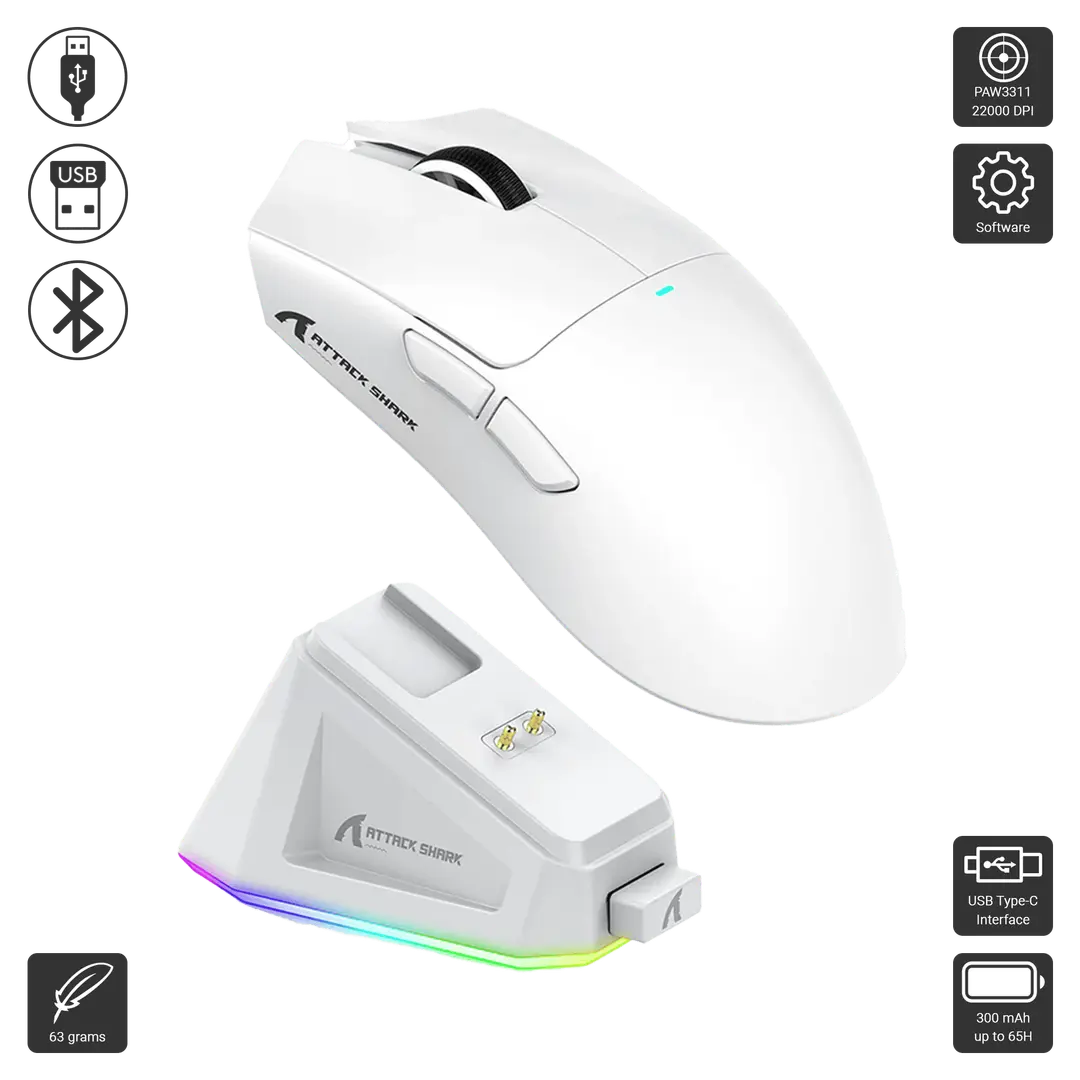 USB
PAW3311
22000 DPI
Software
ATTACK SHARK
ATTACK SHARK
USB Type-C
Interface
63 grams
300 mAh
up to 65H